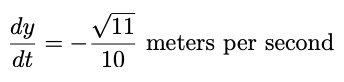 dy/dt = −√11/10 meters per second